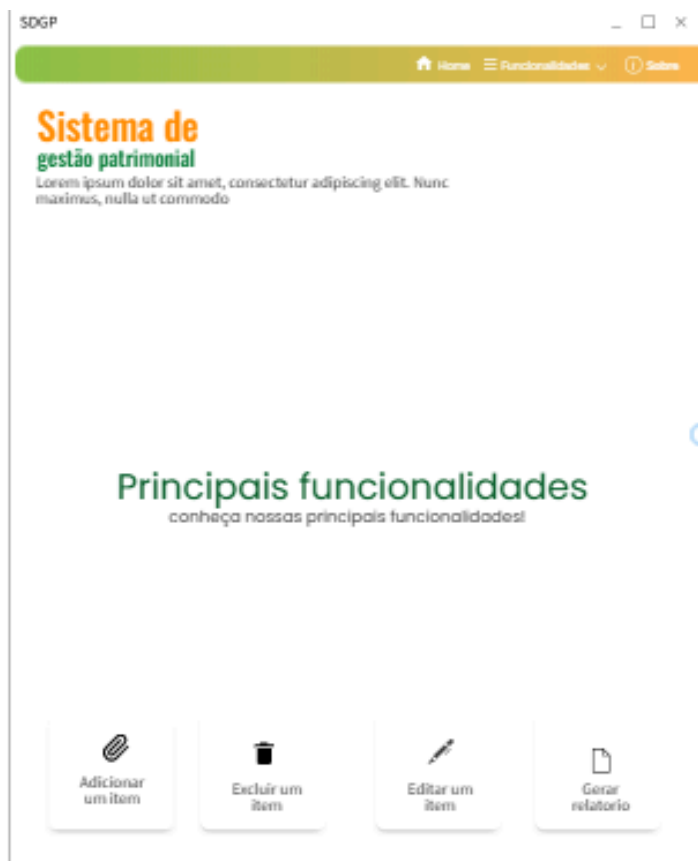 SDGP
Home Funcionalidades Sobre
Sistema de
gestão patrimonial
Lorem ipsum dolor sit amet, consectetur adipiscing elit. Nunc
maximus, nulla ut commodo
Principais funcionalidades
conheça nossas principais funcionalidades!
Adicionar
um item
Excluir um
item
Editar um
item
Gerar
relatorio